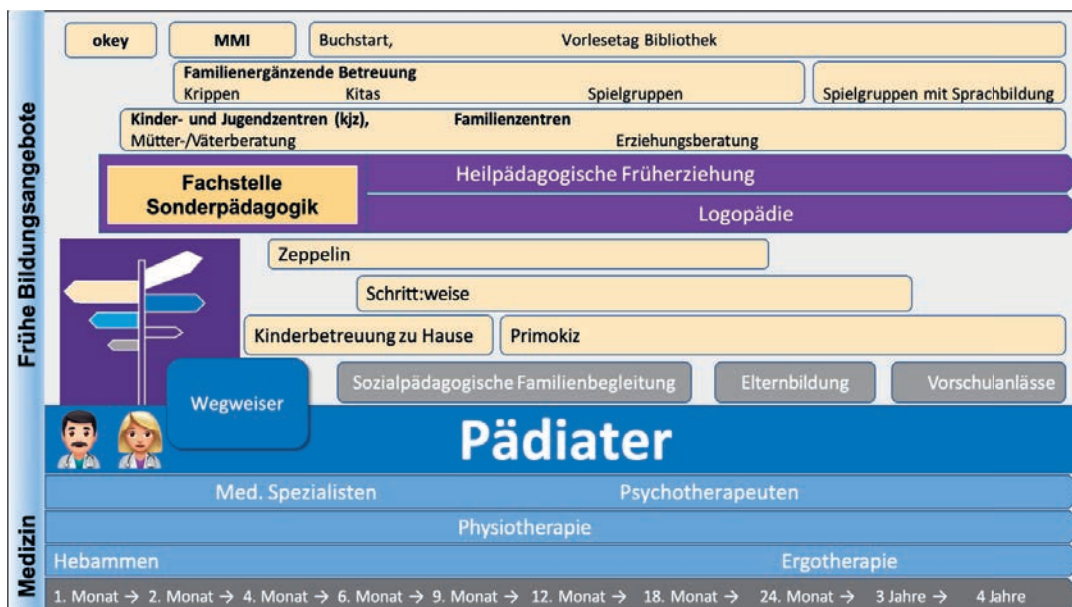 Frühe Bildungsangebote
okey
MMI
Buchstart, Vorlesetag Bibliothek
Familienergänzende Betreuung
Krippen Kitas Spielgruppen
Spielgruppen mit Sprachbildung
Kinder- und Jugendzentren (kjz), Familienzentren
Mütter-/Väterberatung Erziehungsberatung
Fachstelle
Sonderpädagogik
Heilpädagogische Früherziehung
Logopädie
Zeppelin
Schritt:weise
Kinderbetreuung zu Hause
Primokiz
Sozialpädagogische Familienbegleitung
Elternbildung
Vorschulanlässe
Wegweiser
Pädiater
Medizin
Med. Spezialisten Psychotherapeuten
Physiotherapie
Hebammen Ergotherapie
1. Monat → 2. Monat → 4. Monat → 6. Monat → 9. Monat → 12. Monat → 18. Monat → 24. Monat → 3 Jahre → 4 Jahre